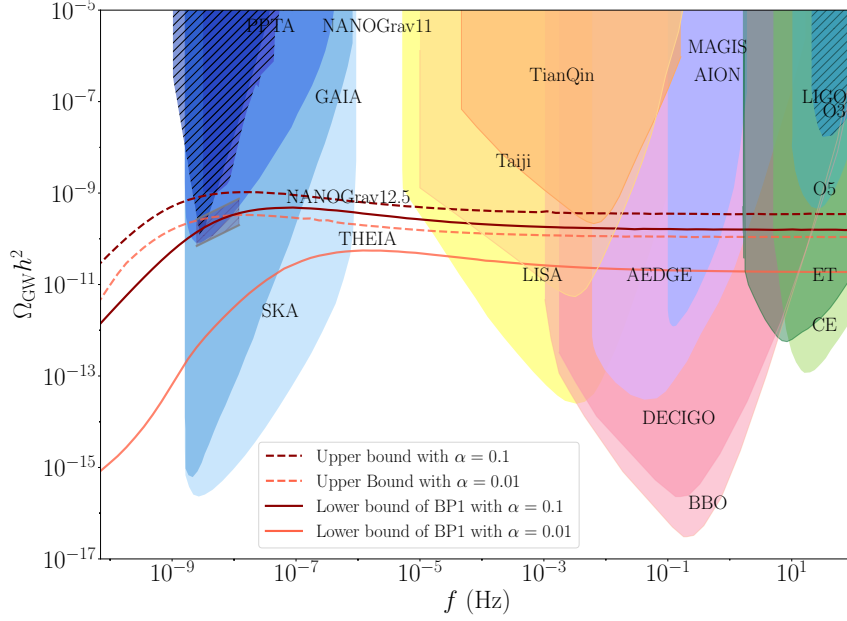 PPTA
NANOGrav11
MAGIS
TianQin
AION
GAIA
LIGO
O3
Taiji
NANOGrav12.5
O5
THEIA
LISA
AEDGE
ET
SKA
CE
DECIGO
BBO
Upper bound with α = 0.1
Upper Bound with α = 0.01
Lower bound of BP1 with α = 0.1
Lower bound of BP1 with α = 0.01
Ω_GW h²
10⁻⁵
10⁻⁷
10⁻⁹
10⁻¹¹
10⁻¹³
10⁻¹⁵
10⁻¹⁷
10⁻⁹
10⁻⁷
10⁻⁵
10⁻³
10⁻¹
10¹
f (Hz)